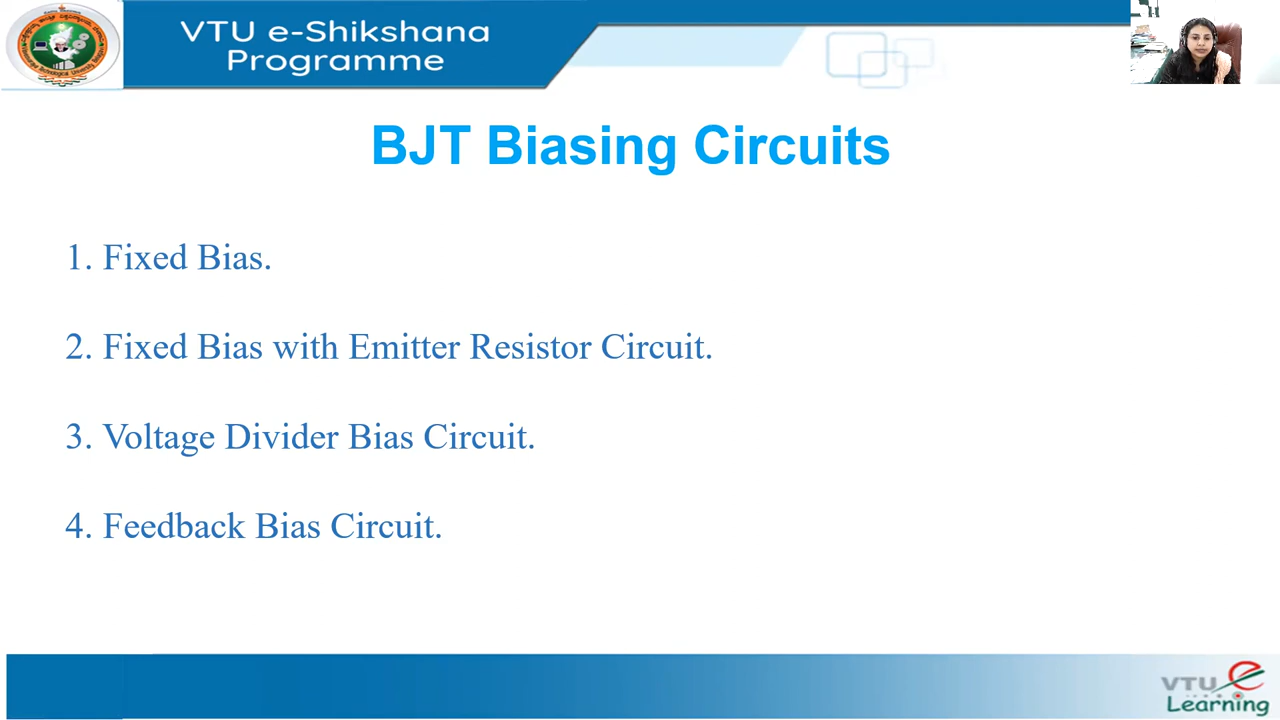 VTU e-Shikshana
Programme
BJT Biasing Circuits
1. Fixed Bias.
2. Fixed Bias with Emitter Resistor Circuit.
3. Voltage Divider Bias Circuit.
4. Feedback Bias Circuit.
VTU e
Learning